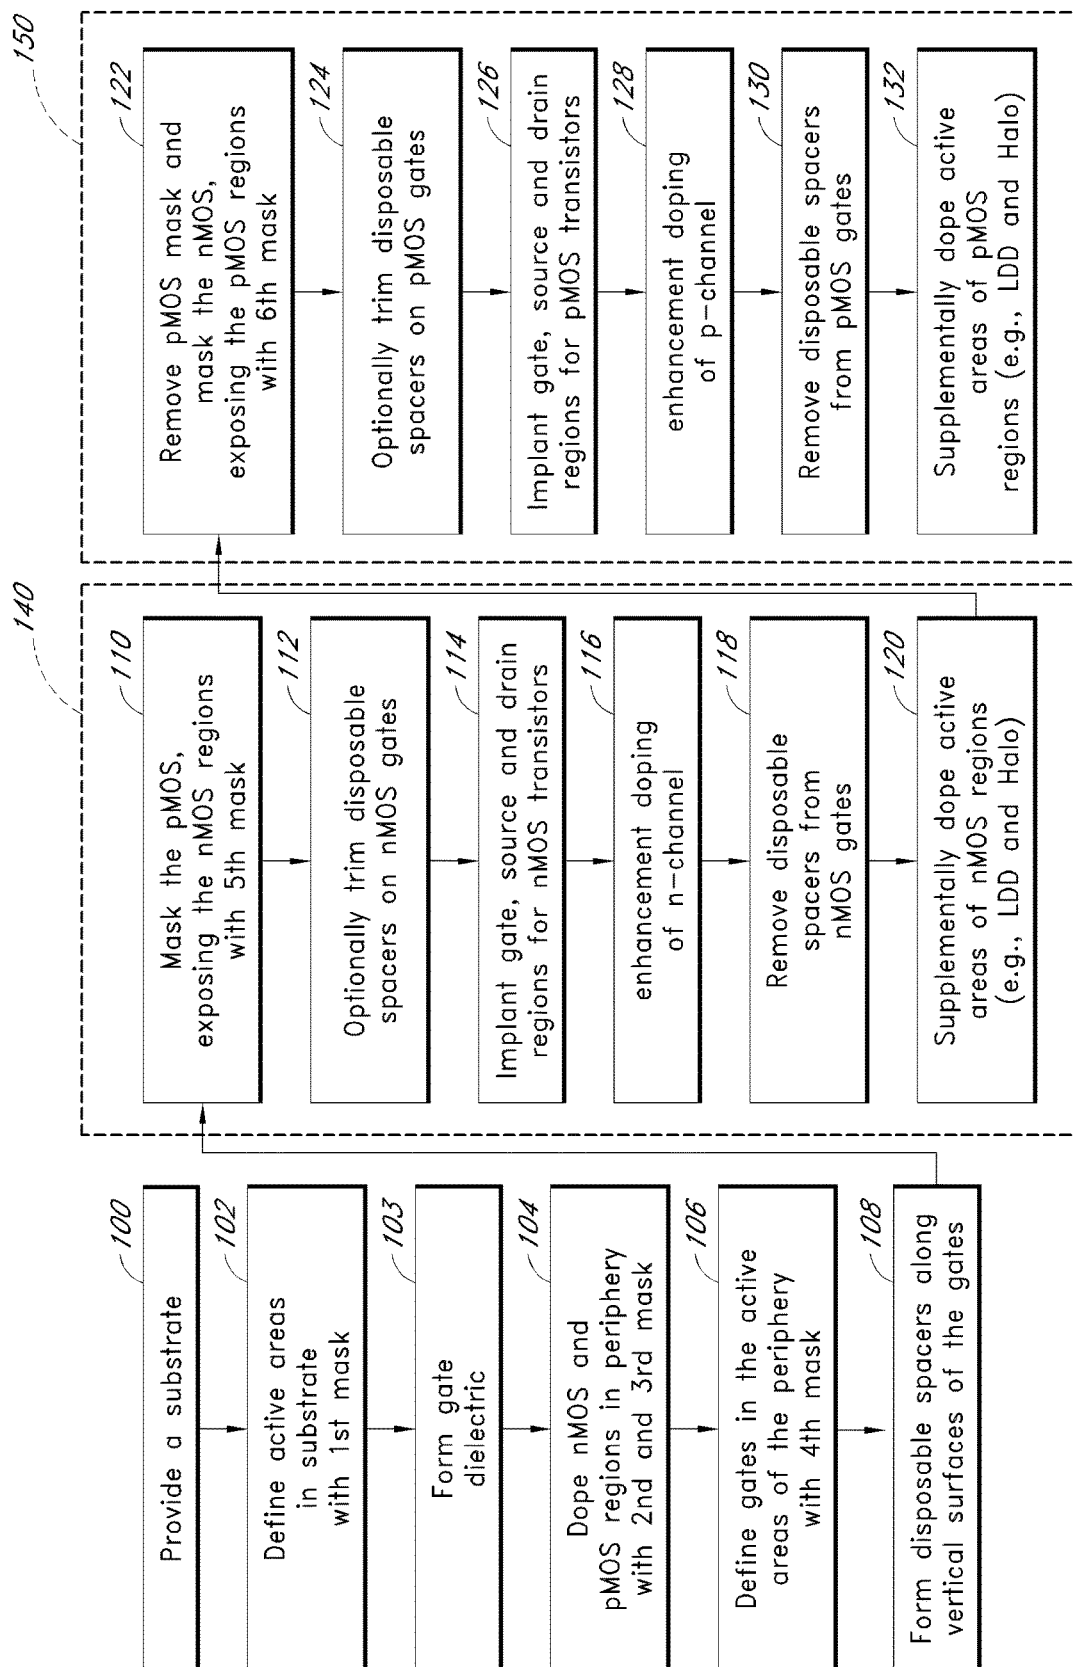 100
Provide a substrate
102
Define active areas
in substrate
with 1st mask
103
Form gate
dielectric
104
Dope nMOS and
pMOS regions in periphery
with 2nd and 3rd mask
106
Define gates in the active
areas of the periphery
with 4th mask
108
Form disposable spacers along
vertical surfaces of the gates
140
110
Mask the pMOS,
exposing the nMOS regions
with 5th mask
112
Optionally trim disposable
spacers on nMOS gates
114
Implant gate, source and drain
regions for nMOS transistors
116
enhancement doping
of n-channel
118
Remove disposable
spacers from
nMOS gates
120
Supplementally dope active
areas of nMOS regions
(e.g., LDD and Halo)
150
122
Remove pMOS mask and
mask the nMOS,
exposing the pMOS regions
with 6th mask
124
Optionally trim disposable
spacers on pMOS gates
126
Implant gate, source and drain
regions for pMOS transistors
128
enhancement doping
of p-channel
130
Remove disposable spacers
from pMOS gates
132
Supplementally dope active
areas of pMOS
regions (e.g., LDD and Halo)